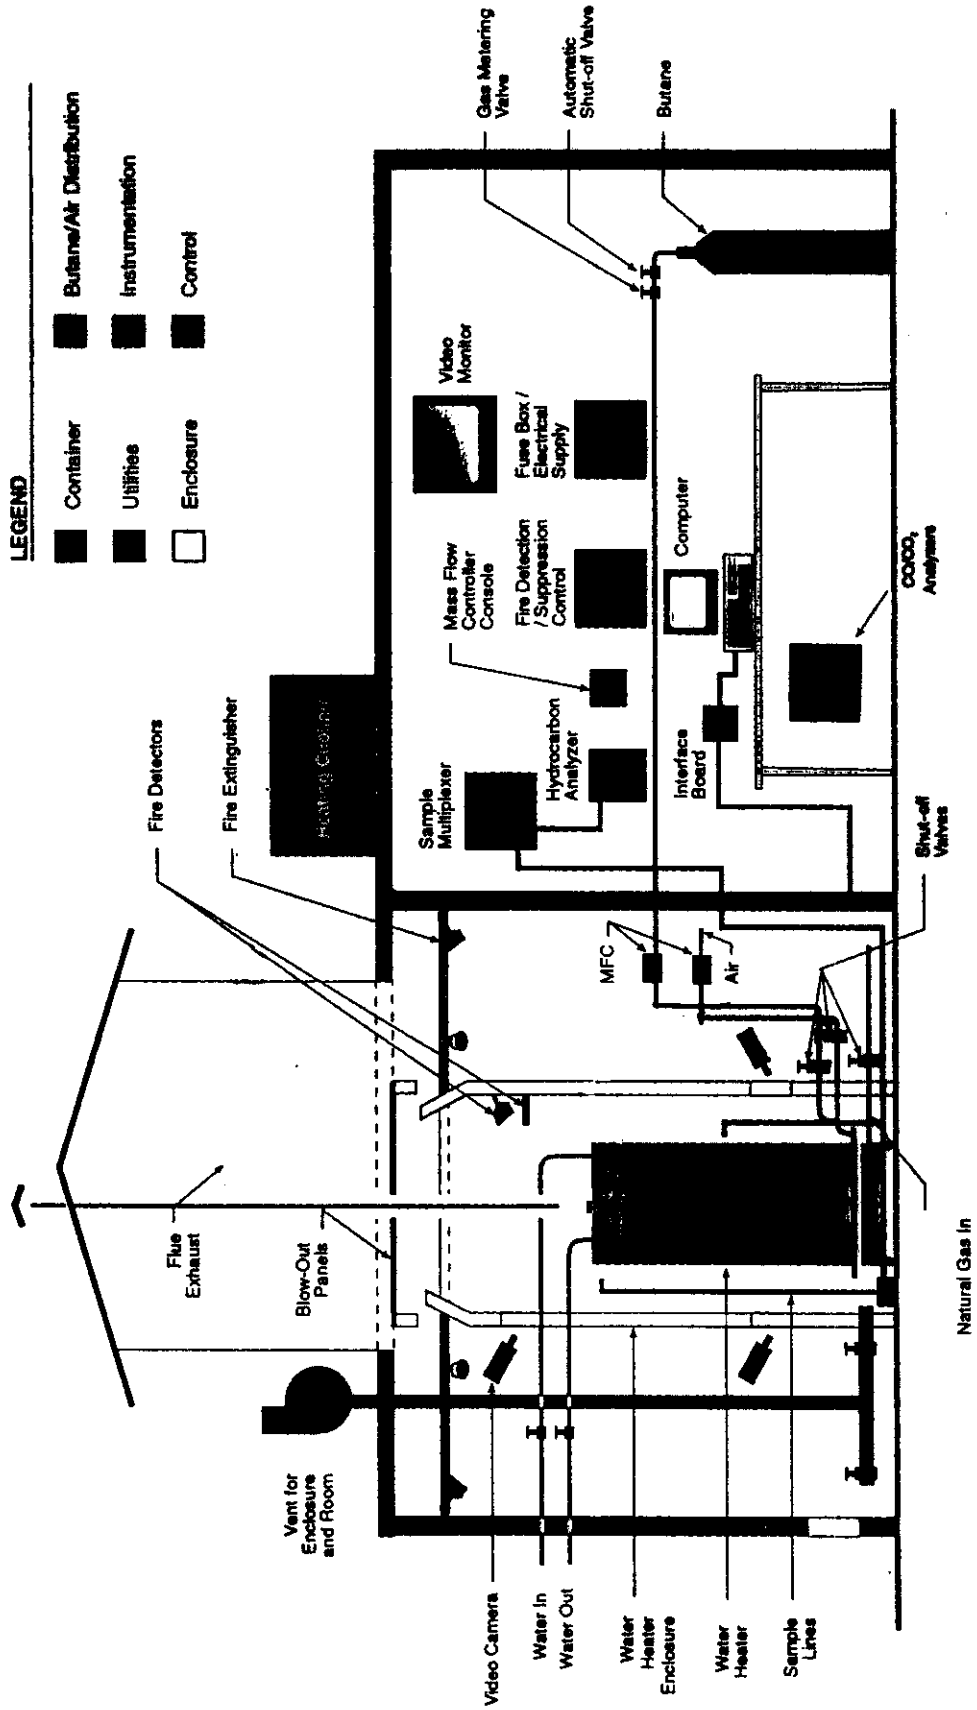 LEGEND
Container
Utilities
Enclosure
Butane/Air Distribution
Instrumentation
Control
Flue
Exhaust
Blow-Out
Panels
Vent for
Enclosure
and Room
Fire Detectors
Fire Extinguisher
Video Camera
Water In
Water Out
Water
Heater
Enclosure
Water
Heater
Sample
Lines
Natural Gas In
MFC
Air
Shut-off
Valves
Sample
Multiplexer
Hydrocarbon
Analyzer
Mass Flow
Controller
Console
Fire Detection
/ Suppression
Control
Video
Monitor
Fuse Box /
Electrical
Supply
Interface
Board
Computer
CO/CO₂
Analysers
Gas Metering
Valve
Automatic
Shut-off Valve
Butane